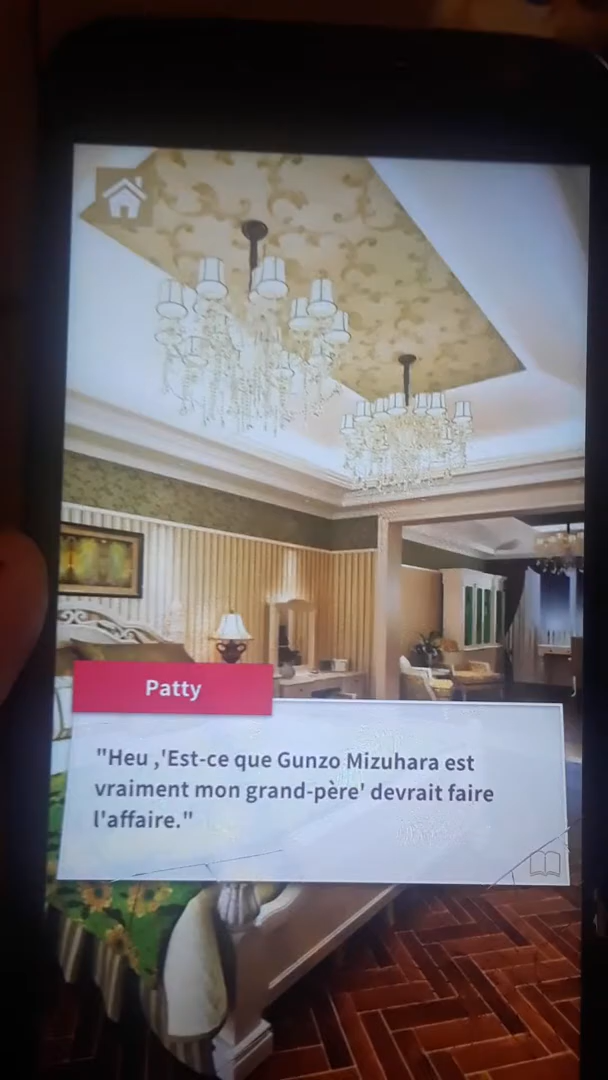 Patty
"Heu ,'Est-ce que Gunzo Mizuhara est
vraiment mon grand-père' devrait faire
l'affaire."